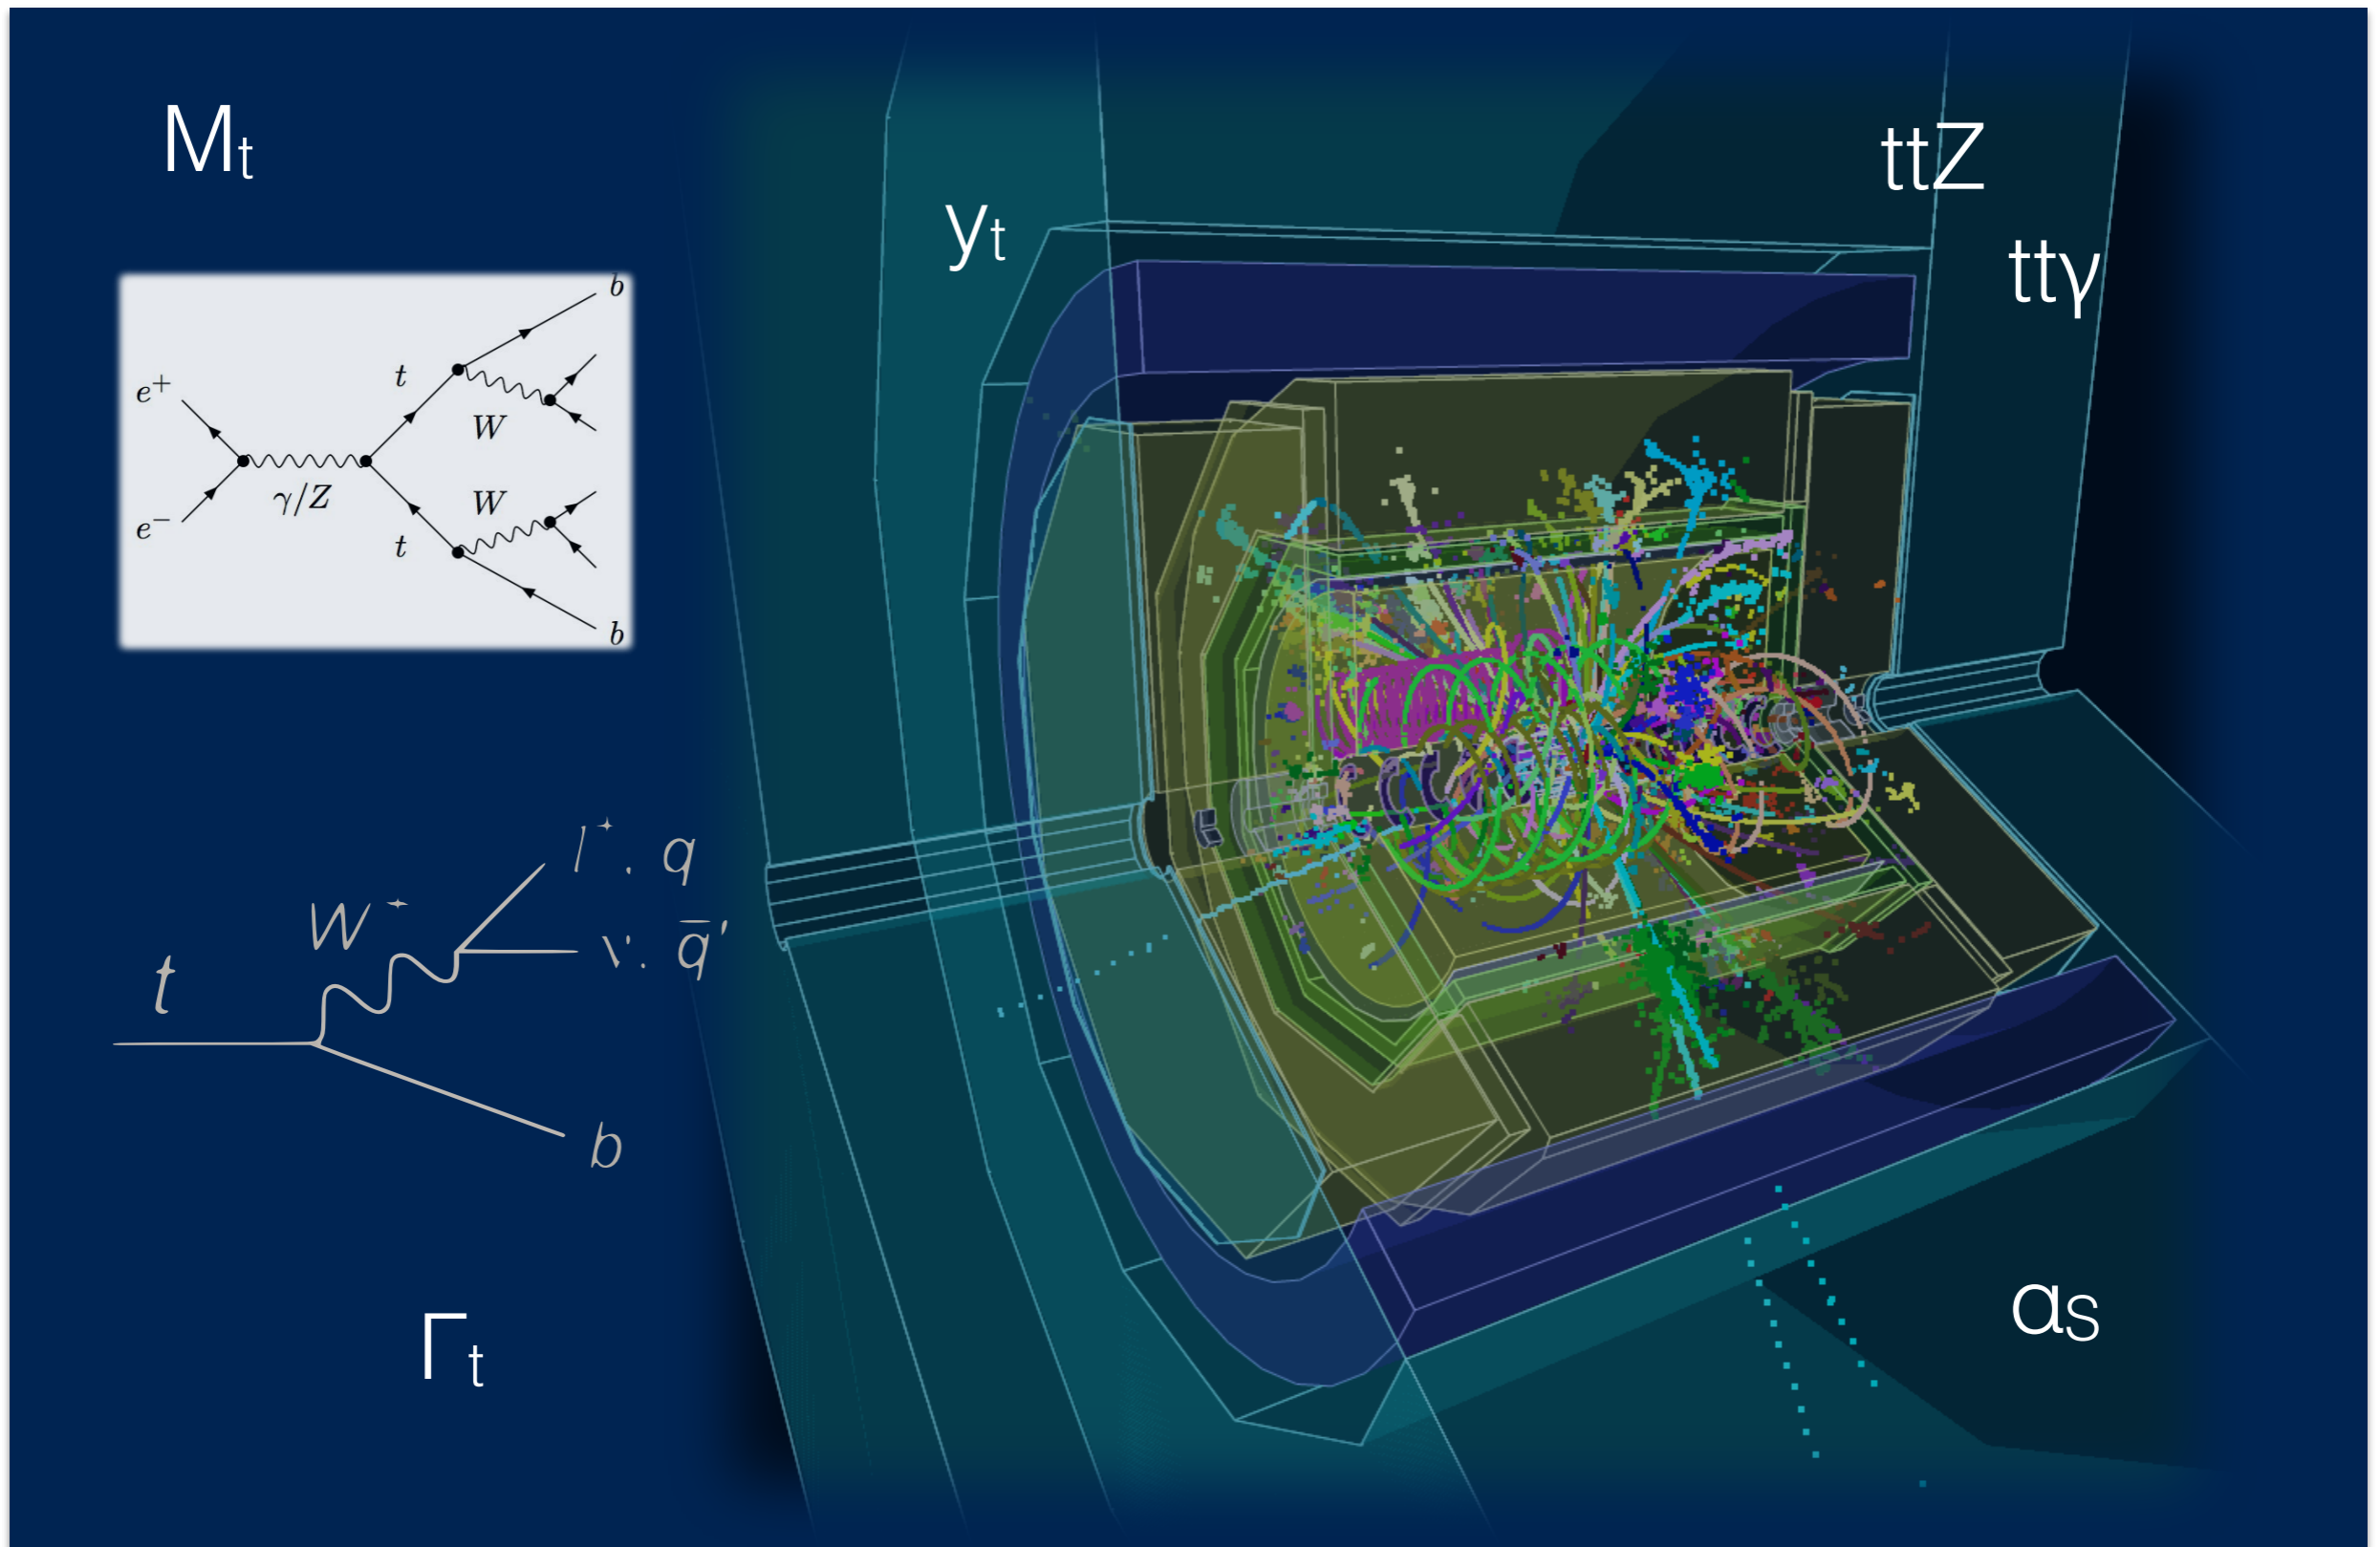 Mt
ttZ
yt
ttγ
b
e+
t
W
γ/Z
W
e−
t
b
l+, q
W+
ν, q̅'
t
b
Γt
αS